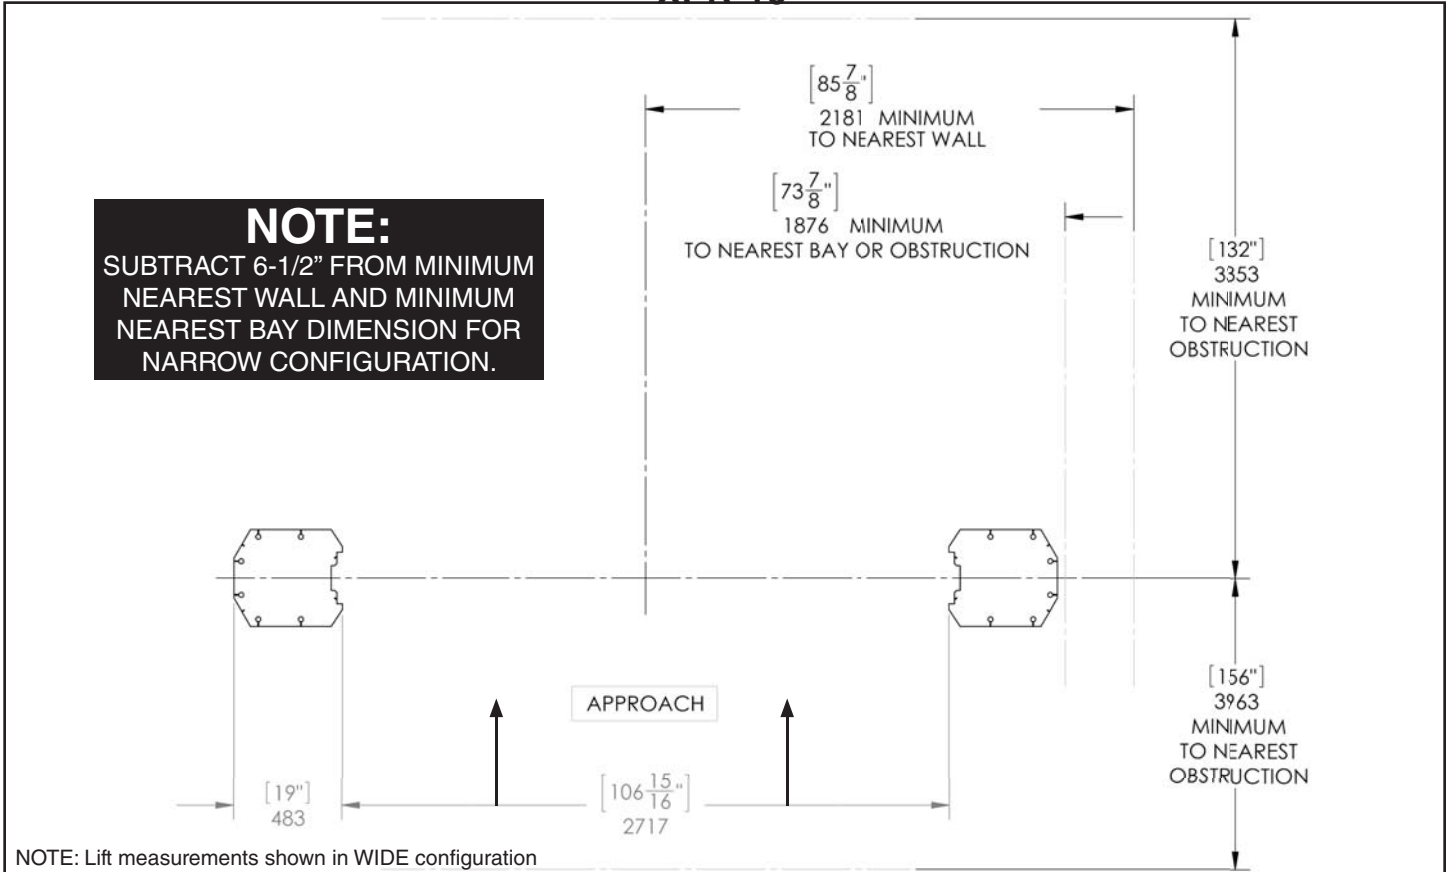 [85 7/8"]
2181 MINIMUM
TO NEAREST WALL
[73 7/8"]
1876 MINIMUM
TO NEAREST BAY OR OBSTRUCTION
NOTE:
SUBTRACT 6-1/2” FROM MINIMUM
NEAREST WALL AND MINIMUM
NEAREST BAY DIMENSION FOR
NARROW CONFIGURATION.
[132"]
3353
MINIMUM
TO NEAREST
OBSTRUCTION
APPROACH
[156"]
3963
MINIMUM
TO NEAREST
OBSTRUCTION
[19"]
483
[106 15/16"]
2717
NOTE: Lift measurements shown in WIDE configuration